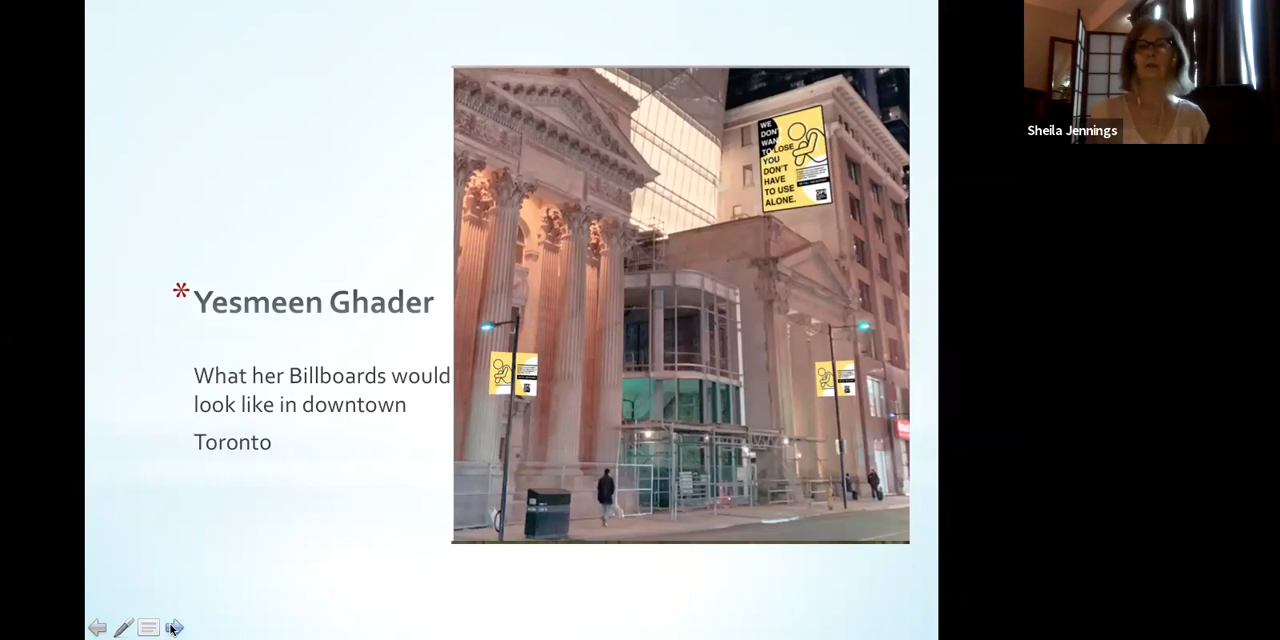 Yesmeen Ghader
What her Billboards would
look like in downtown
Toronto
WE
DON'T
WANT
TO LOSE
YOU
DON'T
HAVE
TO USE
ALONE.
Sheila Jennings